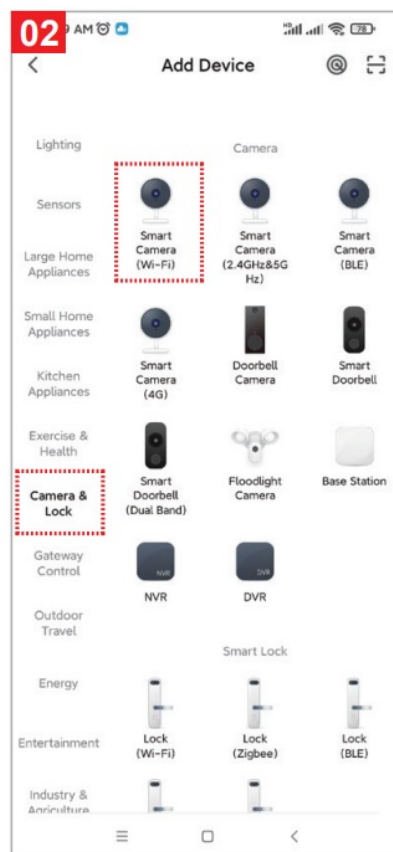 02
AM
HD
78
Add Device
Lighting
Sensors
Large Home
Appliances
Small Home
Appliances
Kitchen
Appliances
Exercise &
Health
Camera &
Lock
Gateway
Control
Outdoor
Travel
Energy
Entertainment
Industry &
Agriculture
Camera
Smart
Camera
(Wi-Fi)
Smart
Camera
(2.4GHz&5G
Hz)
Smart
Camera
(BLE)
Smart
Camera
(4G)
Doorbell
Camera
Smart
Doorbell
Smart
Doorbell
(Dual Band)
Floodlight
Camera
Base Station
NVR
NVR
DVR
DVR
Smart Lock
Lock
(Wi-Fi)
Lock
(Zigbee)
Lock
(BLE)